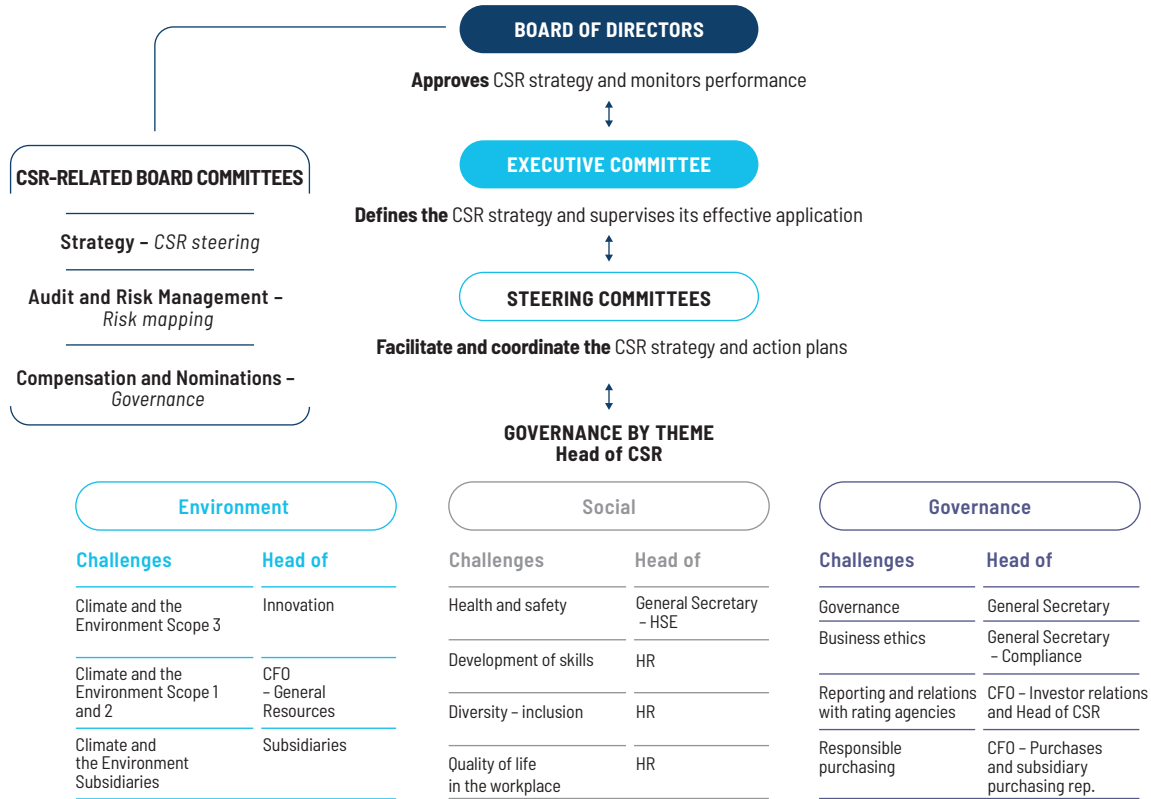 BOARD OF DIRECTORS
Approves CSR strategy and monitors performance
EXECUTIVE COMMITTEE
Defines the CSR strategy and supervises its effective application
STEERING COMMITTEES
Facilitate and coordinate the CSR strategy and action plans
CSR-RELATED BOARD COMMITTEES
Strategy – CSR steering
Audit and Risk Management –
Risk mapping
Compensation and Nominations –
Governance
GOVERNANCE BY THEME
Head of CSR
Environment
Challenges
Head of
Climate and the
Environment Scope 3
Innovation
Climate and the
Environment Scope 1
and 2
CFO
– General
Resources
Climate and
the Environment
Subsidiaries
Subsidiaries
Social
Challenges
Head of
Health and safety
General Secretary
– HSE
Development of skills
HR
Diversity – inclusion
HR
Quality of life
in the workplace
HR
Governance
Challenges
Head of
Governance
General Secretary
Business ethics
General Secretary
– Compliance
Reporting and relations
with rating agencies
CFO – Investor relations
and Head of CSR
Responsible
purchasing
CFO – Purchases
and subsidiary
purchasing rep.